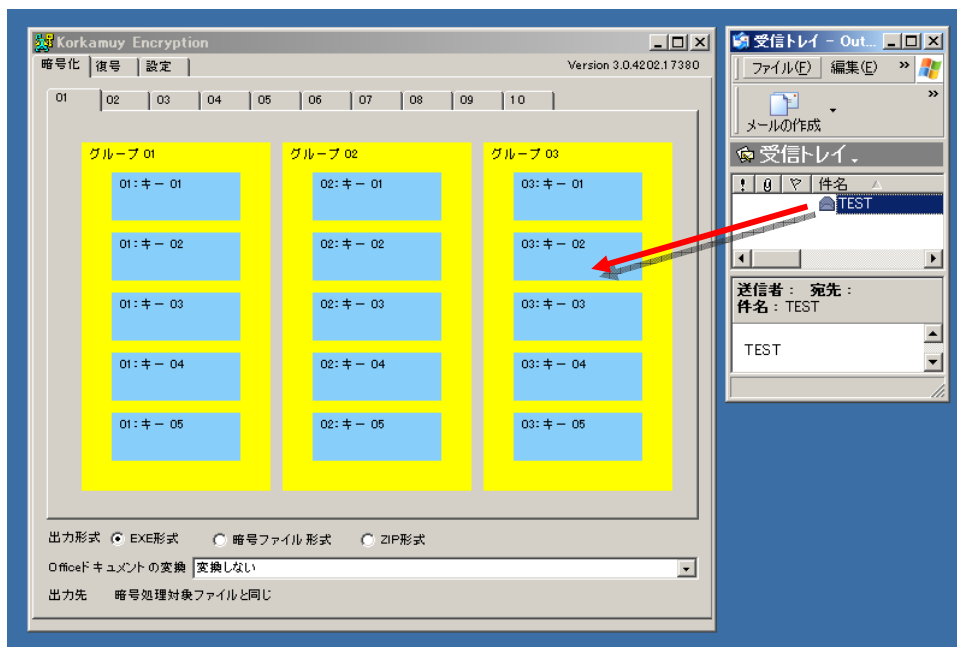 Korkamuy Encryption
暗号化 復号 設定 Version 3.0.4202.17380
01 02 03 04 05 06 07 08 09 10
グループ 01 グループ 02 グループ 03
01:キー 01 02:キー 01 03:キー 01
01:キー 02 02:キー 02 03:キー 02
01:キー 03 02:キー 03 03:キー 03
01:キー 04 02:キー 04 03:キー 04
01:キー 05 02:キー 05 03:キー 05
出力形式 EXE形式 暗号ファイル形式 ZIP形式
Officeドキュメントの変換 変換しない
出力先 暗号処理対象ファイルと同じ
受信トレイ - Out...
ファイル(F) 編集(E) »
»
メールの作成
受信トレイ
! 件名
TEST
送信者: 宛先:
件名: TEST
TEST